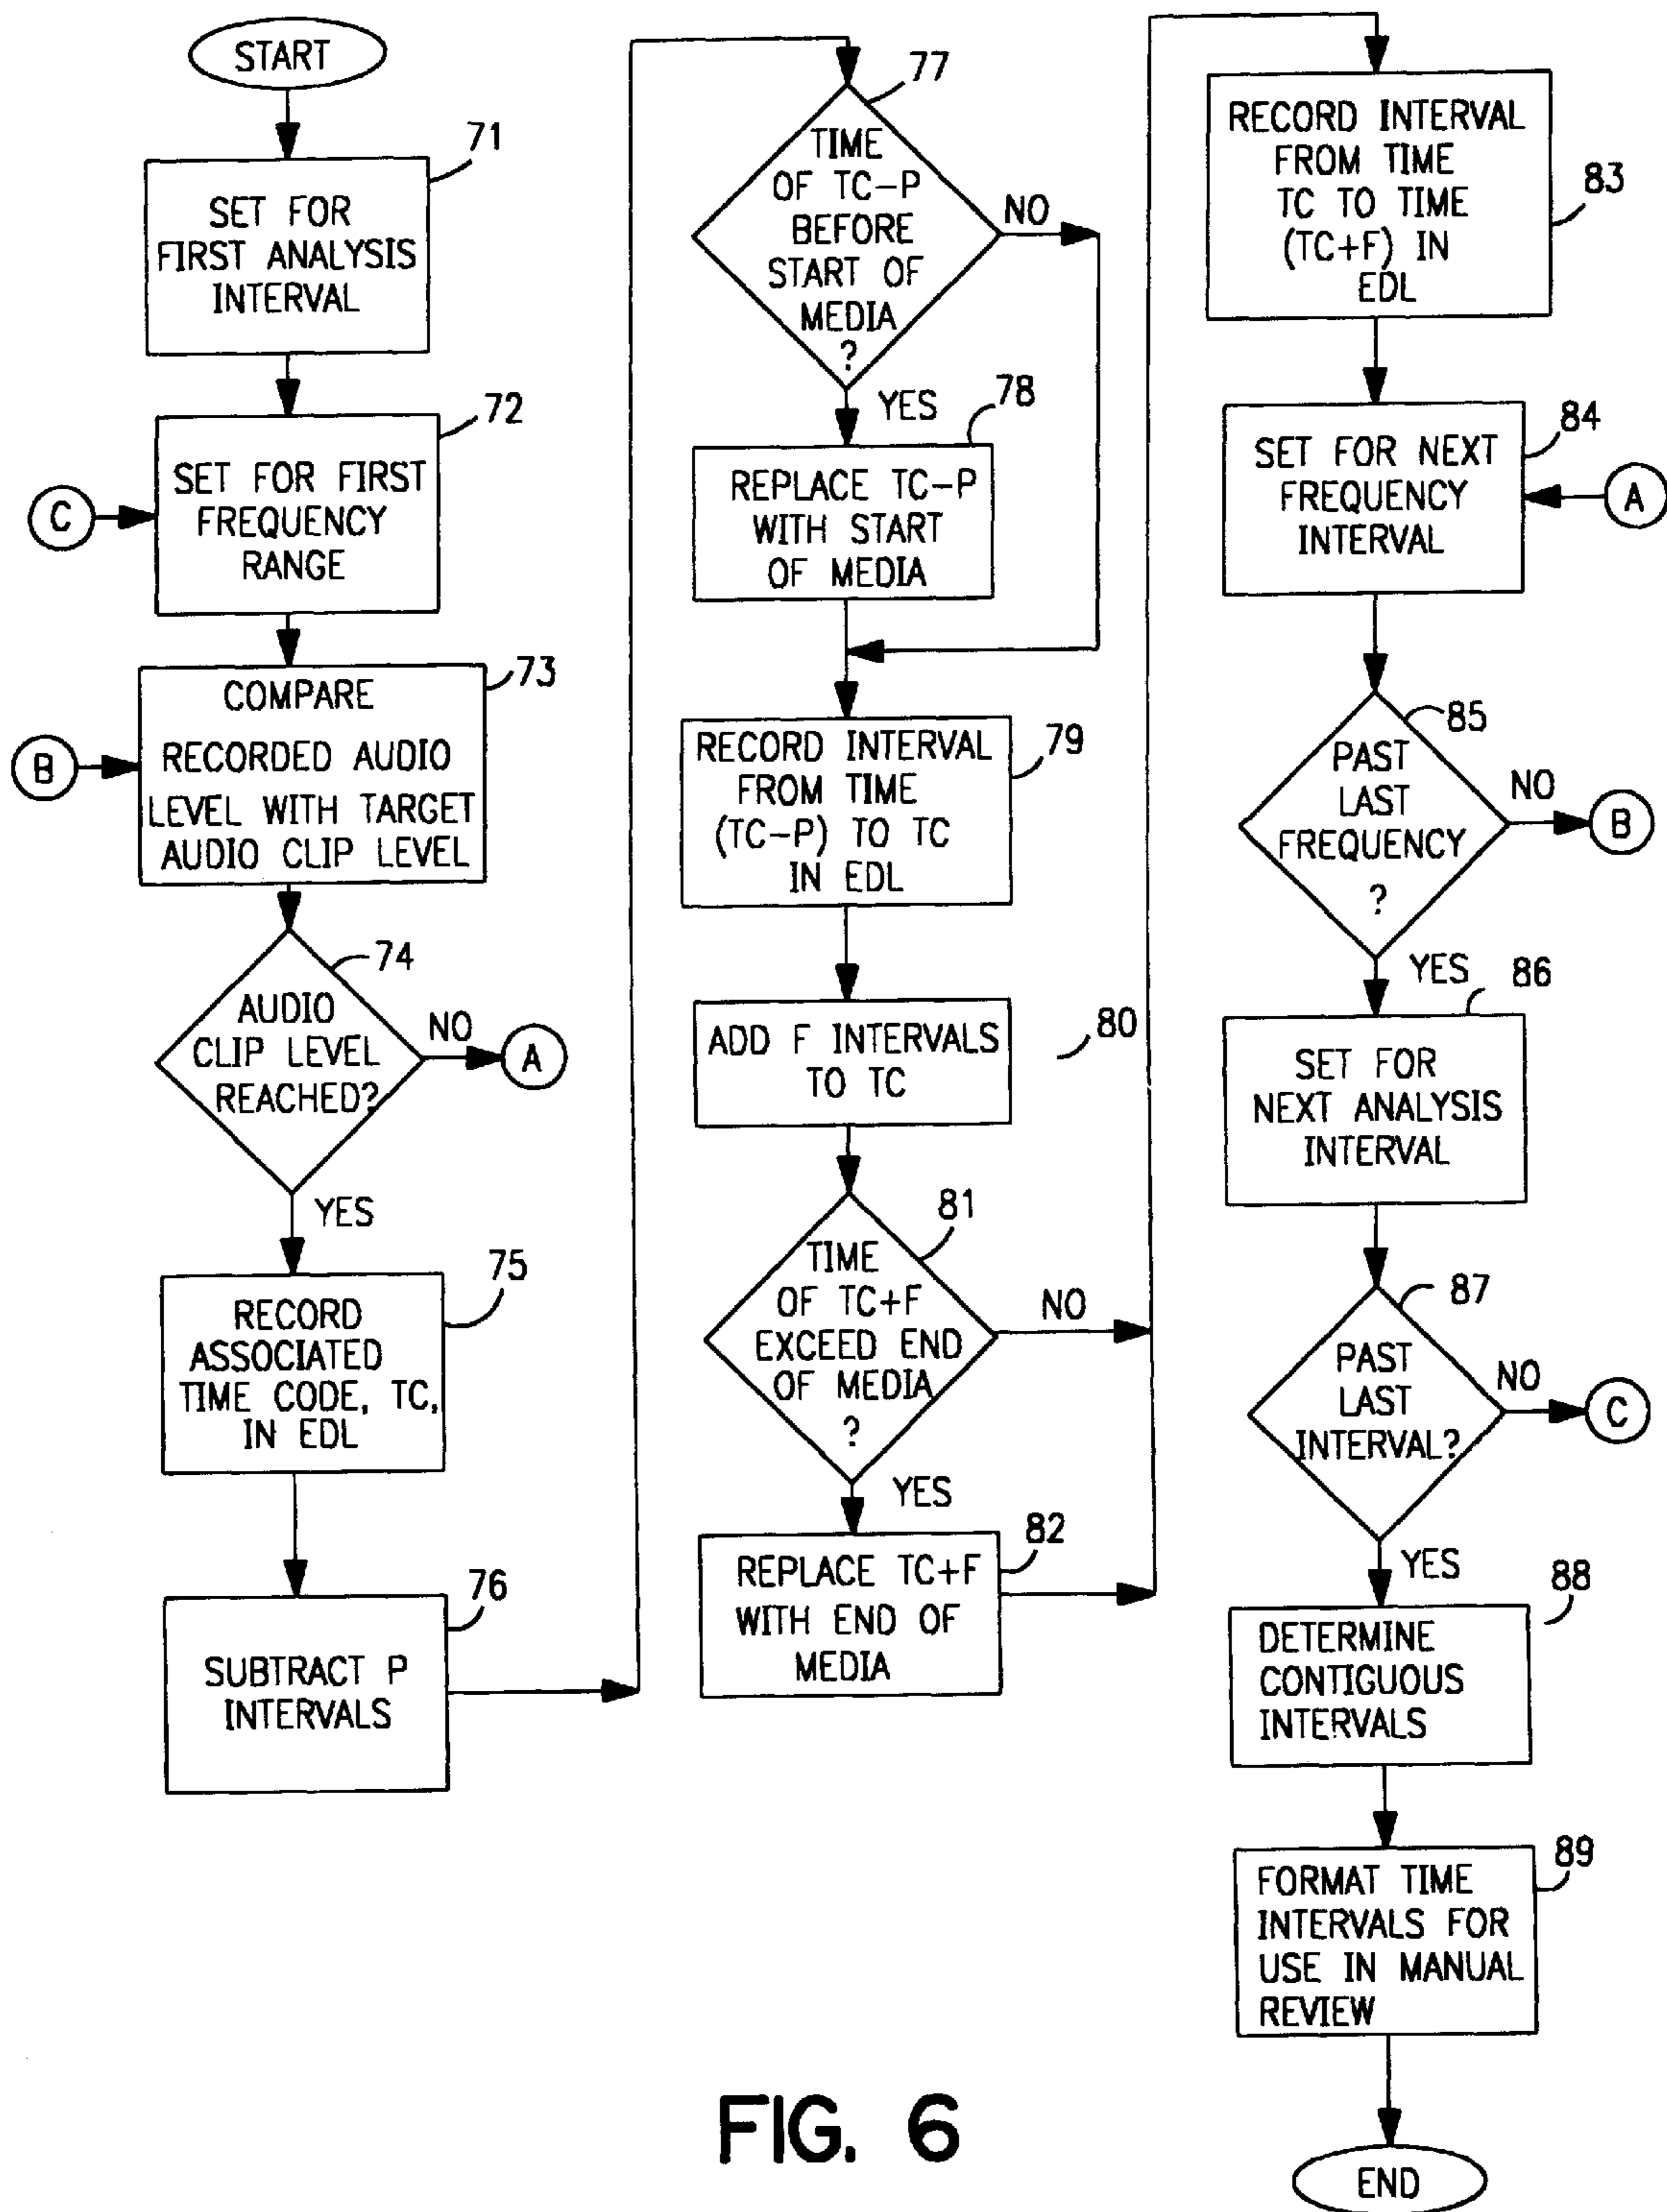 START
71
SET FOR
FIRST ANALYSIS
INTERVAL
72
C
SET FOR FIRST
FREQUENCY
RANGE
73
B
COMPARE
RECORDED AUDIO
LEVEL WITH TARGET
AUDIO CLIP LEVEL
74
AUDIO
CLIP LEVEL
REACHED?
NO
A
YES
75
RECORD
ASSOCIATED
TIME CODE, TC,
IN EDL
76
SUBTRACT P
INTERVALS
77
TIME
OF TC-P
BEFORE
START OF
MEDIA
?
NO
YES
78
REPLACE TC-P
WITH START
OF MEDIA
79
RECORD INTERVAL
FROM TIME
(TC-P) TO TC
IN EDL
80
ADD F INTERVALS
TO TC
81
TIME
OF TC+F
EXCEED END
OF MEDIA
?
NO
YES
82
REPLACE TC+F
WITH END OF
MEDIA
83
RECORD INTERVAL
FROM TIME
TC TO TIME
(TC+F) IN
EDL
84
SET FOR NEXT
FREQUENCY
INTERVAL
A
85
PAST
LAST
FREQUENCY
?
NO
B
YES
86
SET FOR
NEXT ANALYSIS
INTERVAL
87
PAST
LAST
INTERVAL?
NO
C
YES
88
DETERMINE
CONTIGUOUS
INTERVALS
89
FORMAT TIME
INTERVALS FOR
USE IN MANUAL
REVIEW
END
FIG. 6